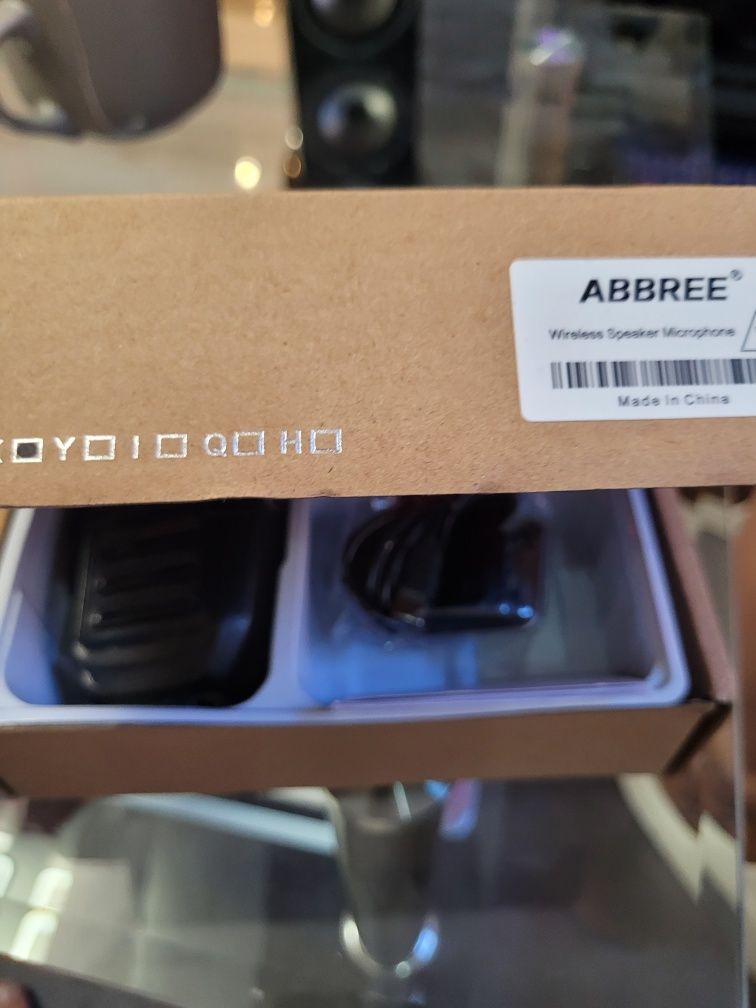 ABBREE®
Wireless Speaker Microphone
Made In China
Y I Q H